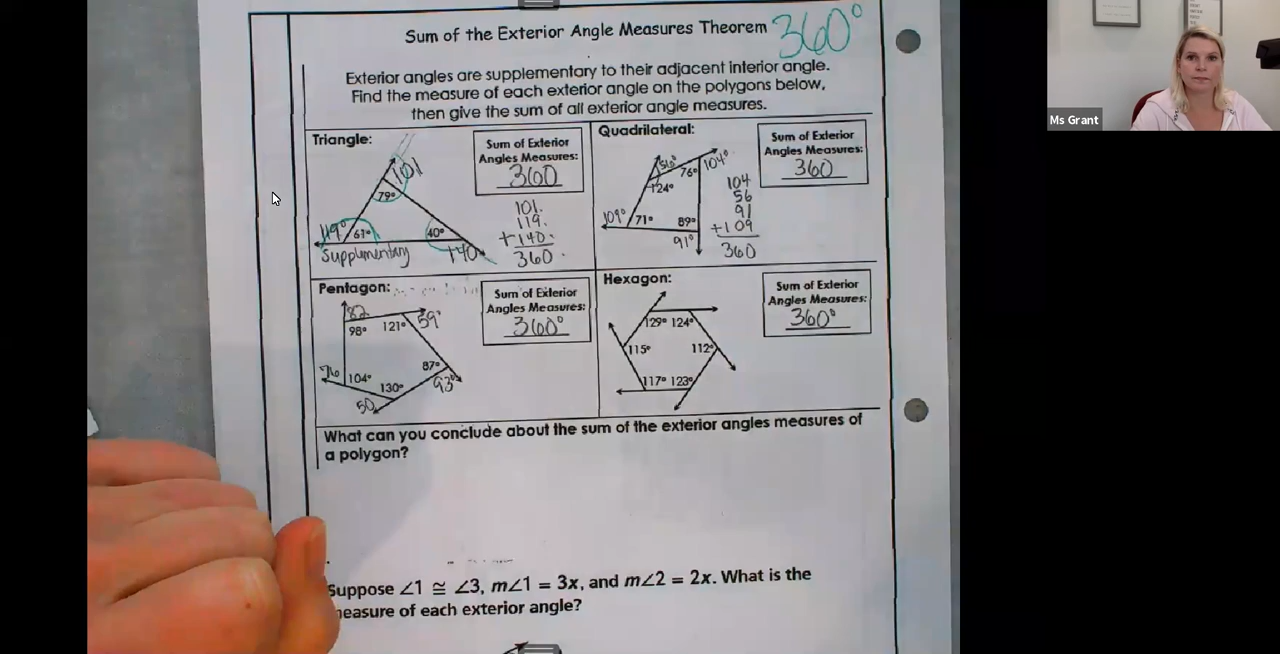 Sum of the Exterior Angle Measures Theorem 360°
Exterior angles are supplementary to their adjacent interior angle.
Find the measure of each exterior angle on the polygons below,
then give the sum of all exterior angle measures.
Triangle:
Sum of Exterior
Angles Measures:
360
101
79°
119°
61°
40°
140
Supplimentary
101
119
+140
360
Quadrilateral:
Sum of Exterior
Angles Measures:
360
56°
76°
104°
124°
109°
71°
89°
91°
104
56
91
+109
360
Pentagon:
Sum of Exterior
Angles Measures:
360°
82
98°
121°
59°
87°
93°
76
104°
130°
50
Hexagon:
Sum of Exterior
Angles Measures:
360°
129° 124°
115°
112°
117° 123°
What can you conclude about the sum of the exterior angles measures of
a polygon?
Suppose ∠1 ≅ ∠3, m∠1 = 3x, and m∠2 = 2x. What is the
measure of each exterior angle?
Ms Grant